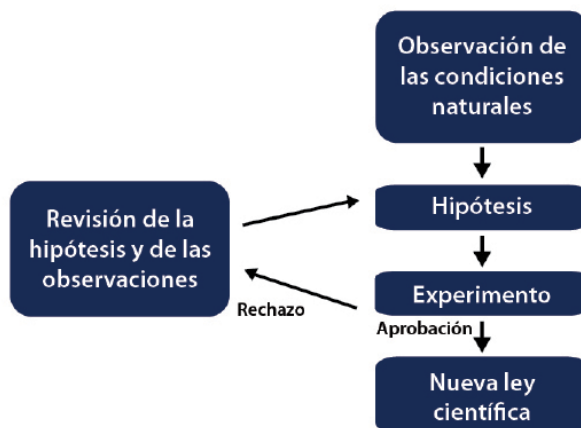 Observación de
las condiciones
naturales
Hipótesis
Experimento
Aprobación
Nueva ley
científica
Rechazo
Revisión de la
hipótesis y de las
observaciones